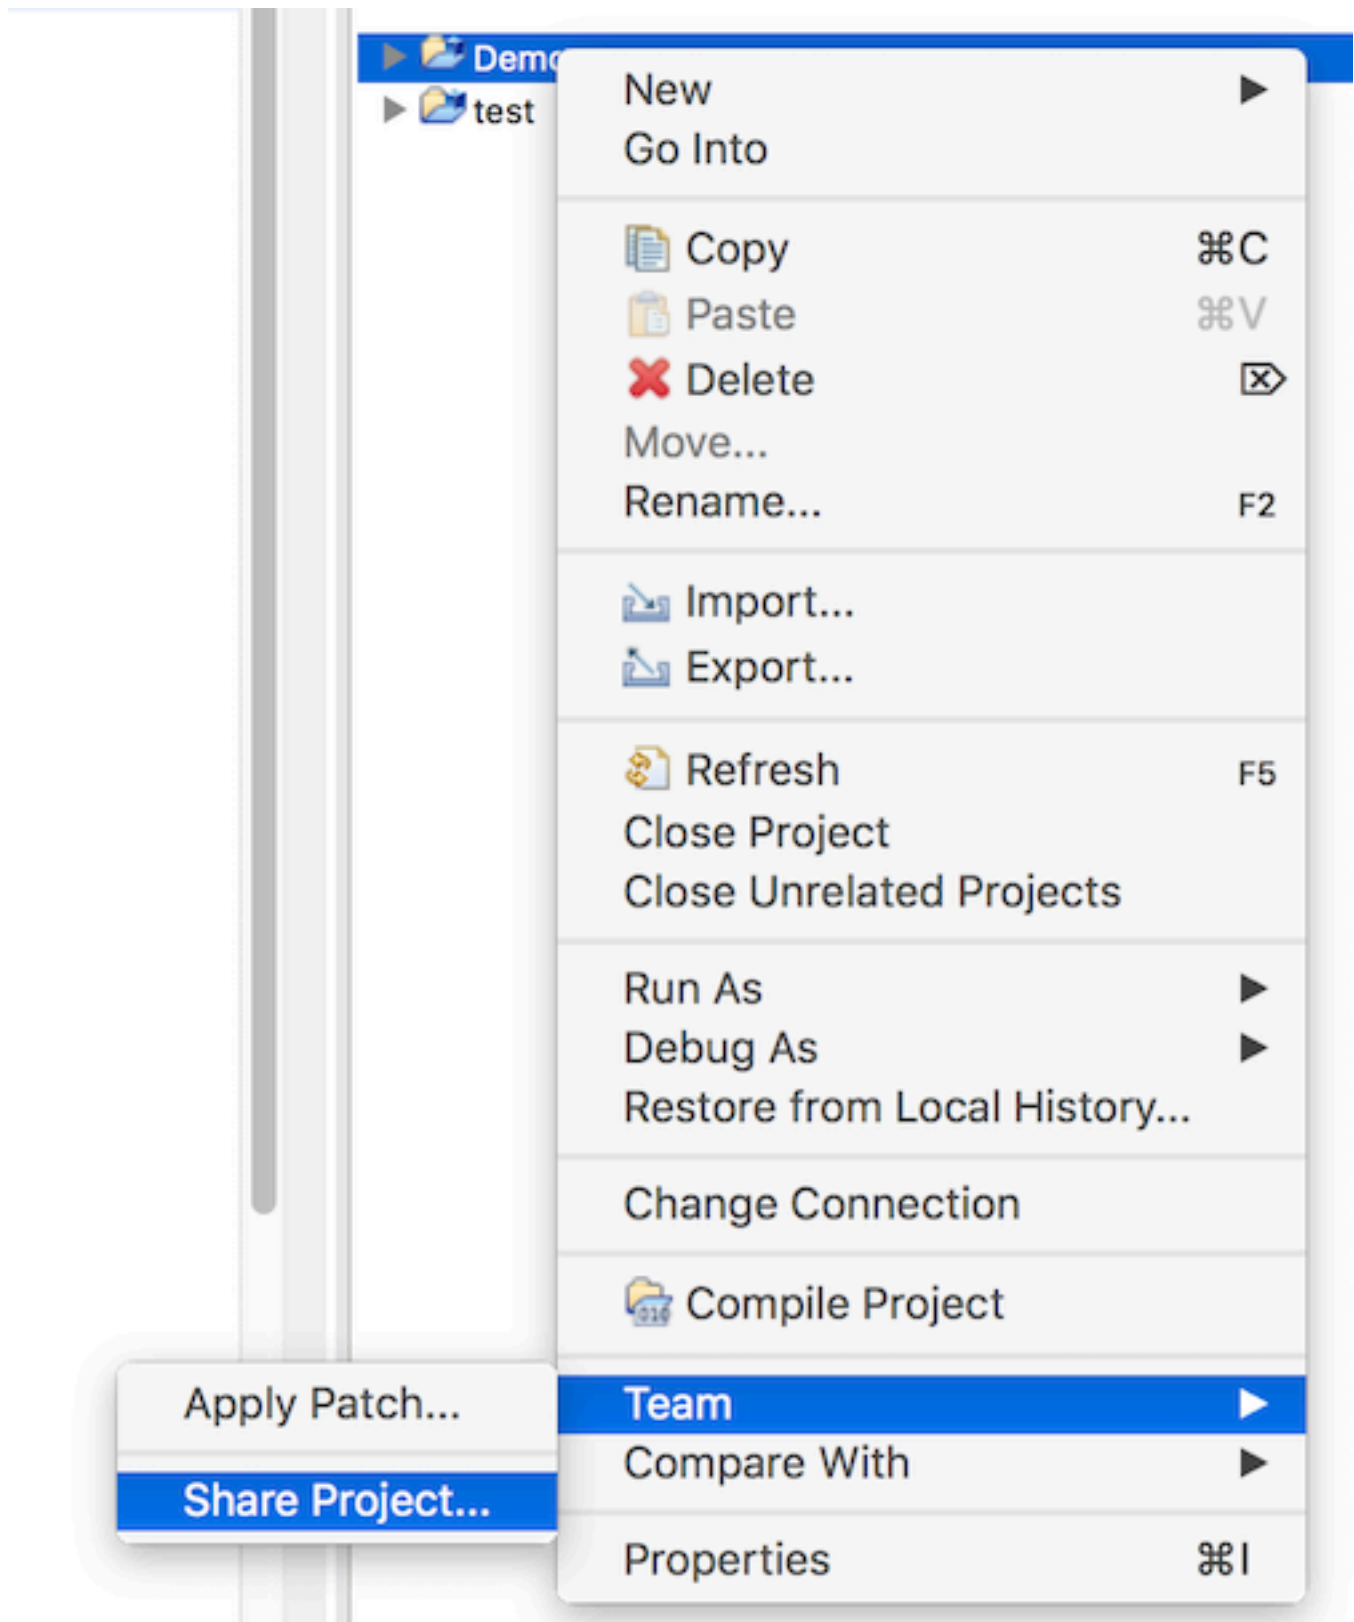 Demo
test
New
Go Into
Copy ⌘C
Paste ⌘V
Delete ⌦
Move...
Rename... F2
Import...
Export...
Refresh F5
Close Project
Close Unrelated Projects
Run As
Debug As
Restore from Local History...
Change Connection
Compile Project
Team
Apply Patch...
Compare With
Share Project...
Properties ⌘I